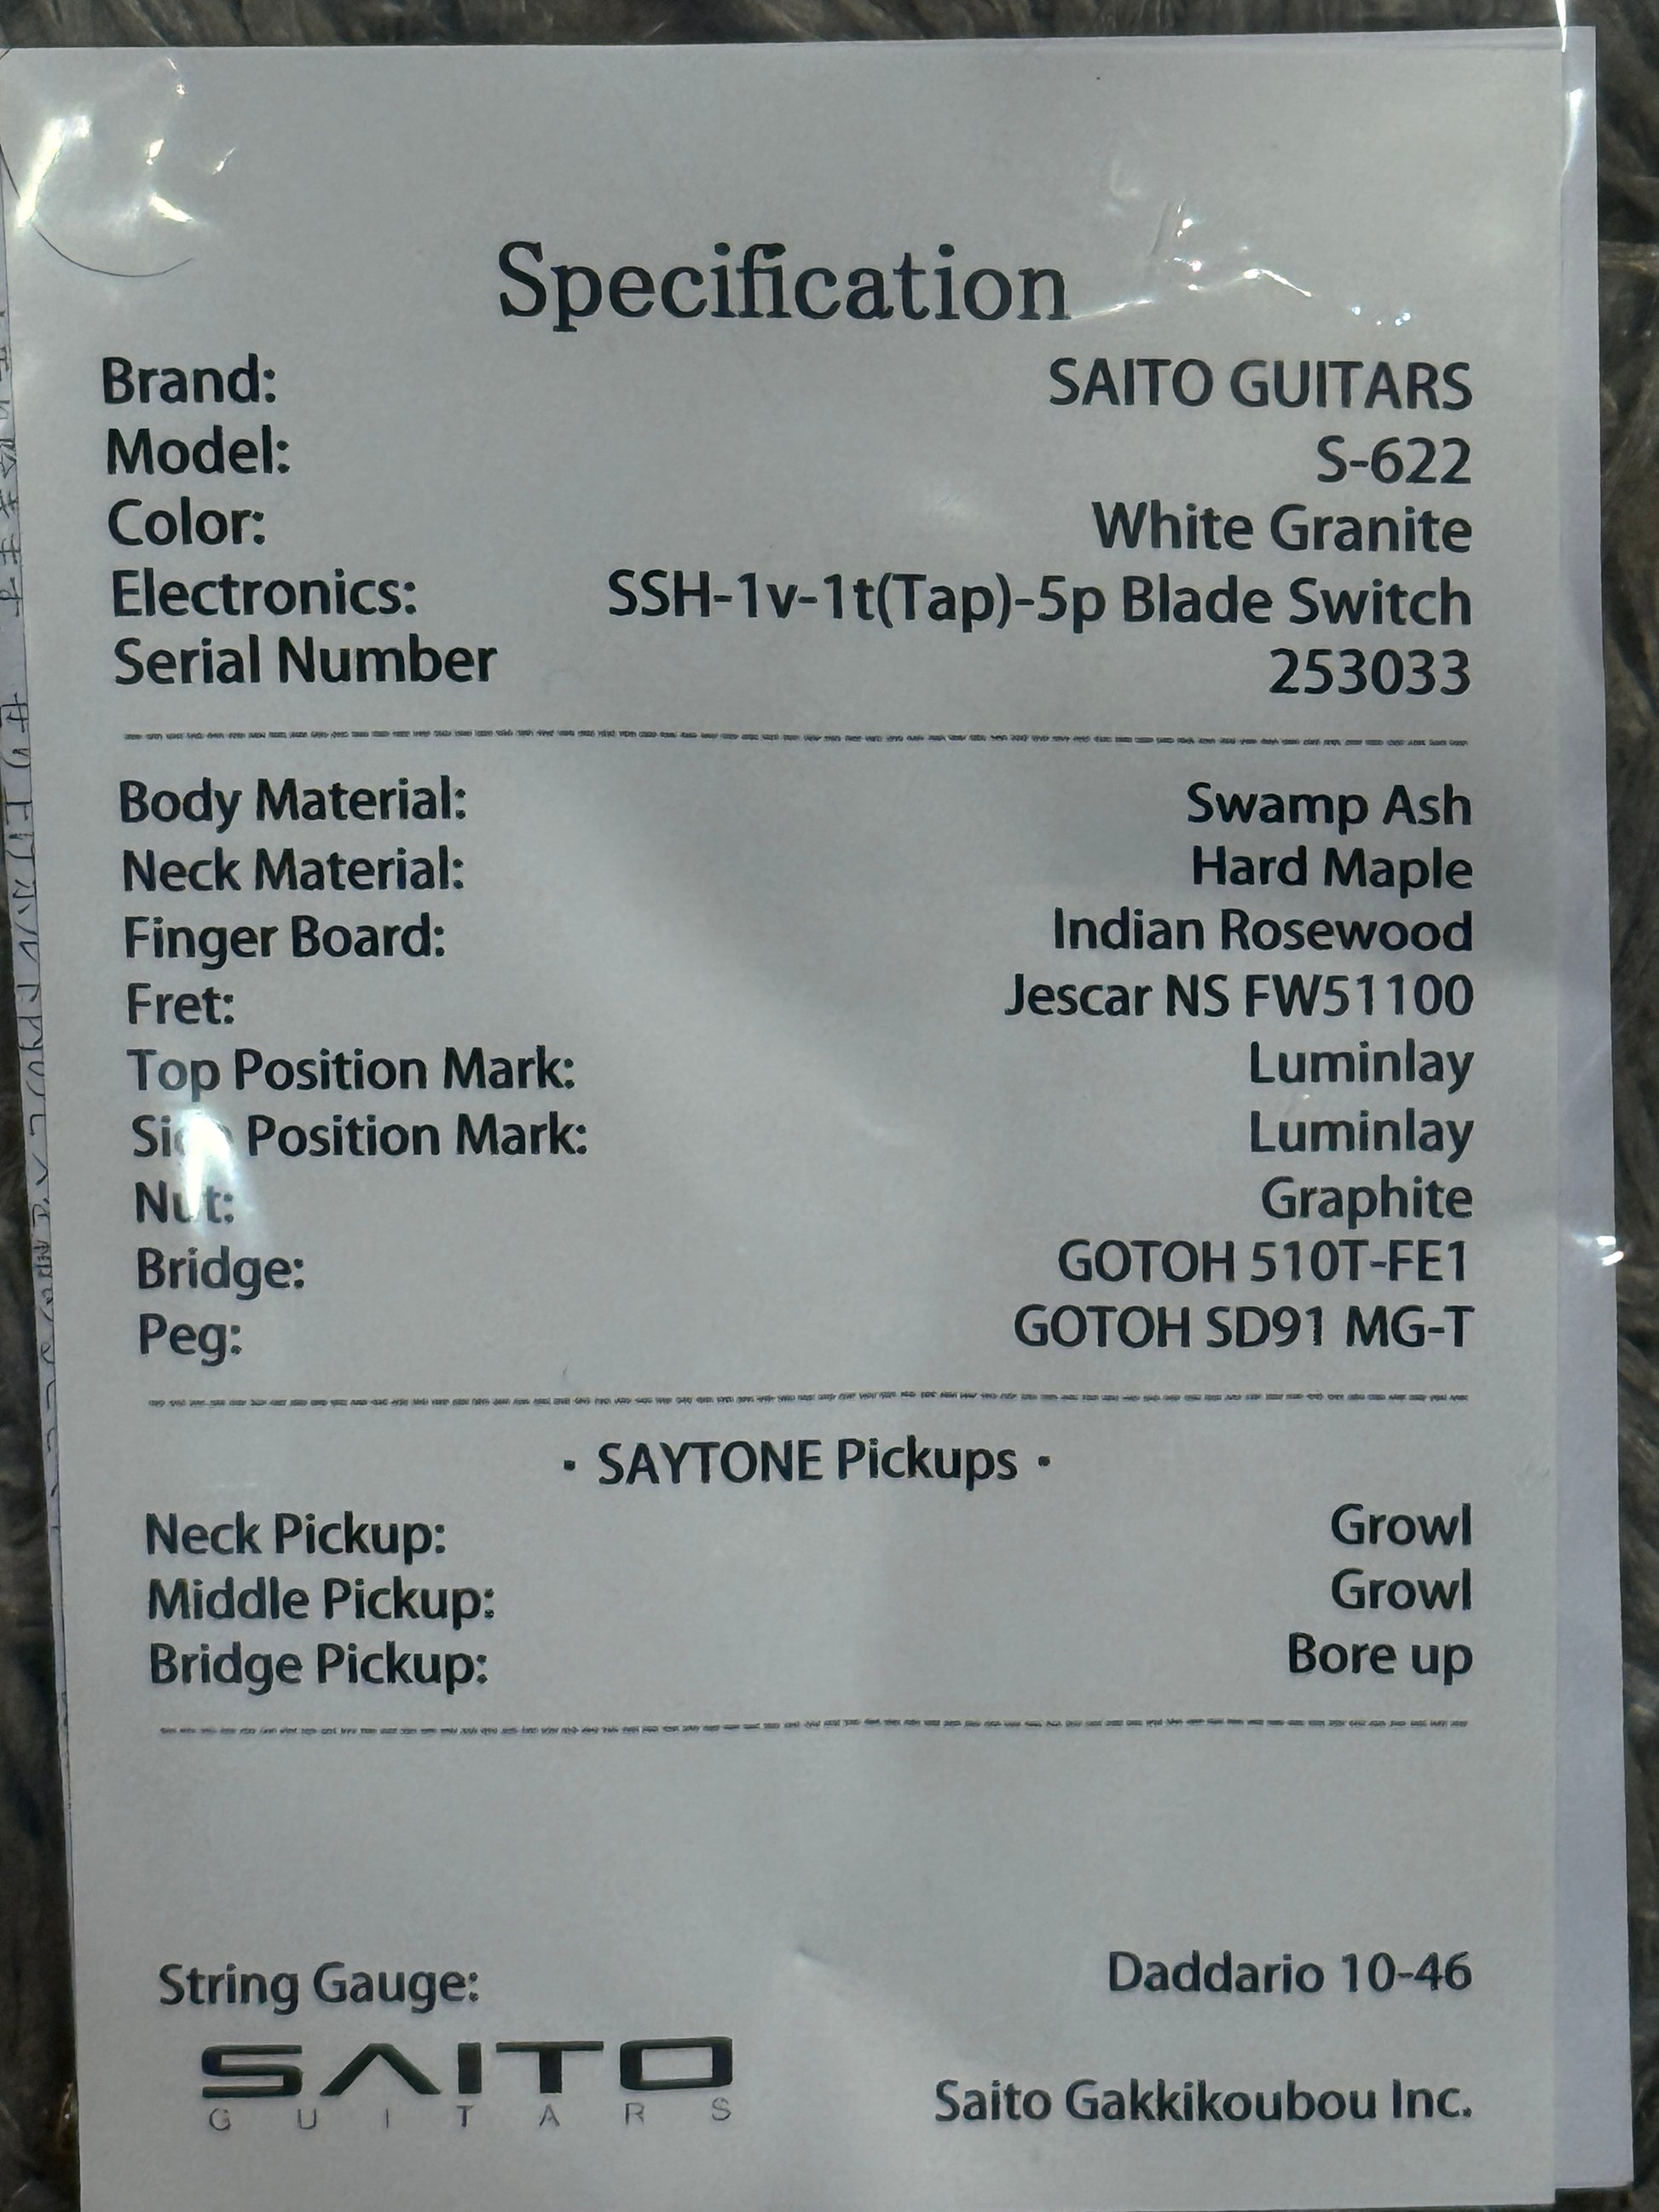 Specification
Brand: SAITO GUITARS
Model: S-622
Color: White Granite
Electronics: SSH-1v-1t(Tap)-5p Blade Switch
Serial Number 253033
Body Material: Swamp Ash
Neck Material: Hard Maple
Finger Board: Indian Rosewood
Fret: Jescar NS FW51100
Top Position Mark: Luminlay
Side Position Mark: Luminlay
Nut: Graphite
Bridge: GOTOH 510T-FE1
Peg: GOTOH SD91 MG-T
· SAYTONE Pickups ·
Neck Pickup: Growl
Middle Pickup: Growl
Bridge Pickup: Bore up
String Gauge: Daddario 10-46
SAITO
GUITARS
Saito Gakkikoubou Inc.